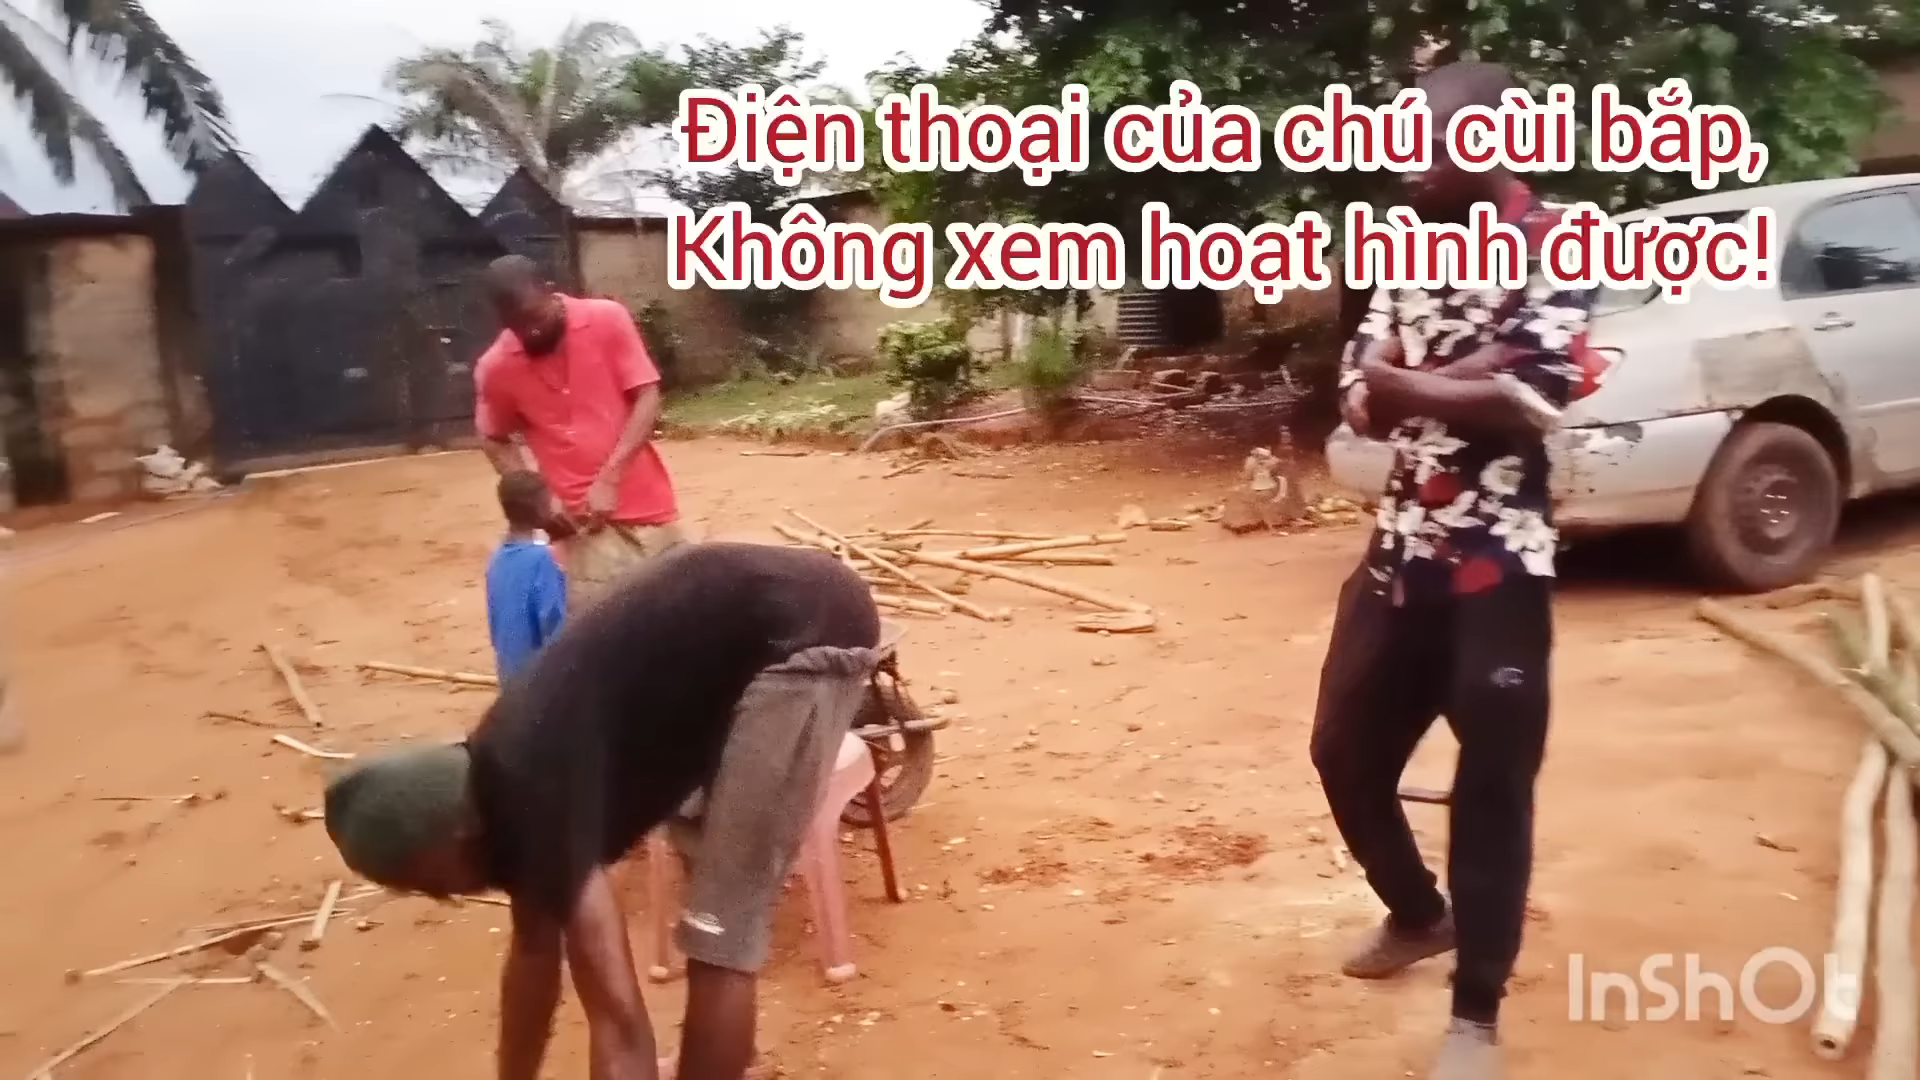 Điện thoại của chú cùi bắp,
Không xem hoạt hình được!
InShOt